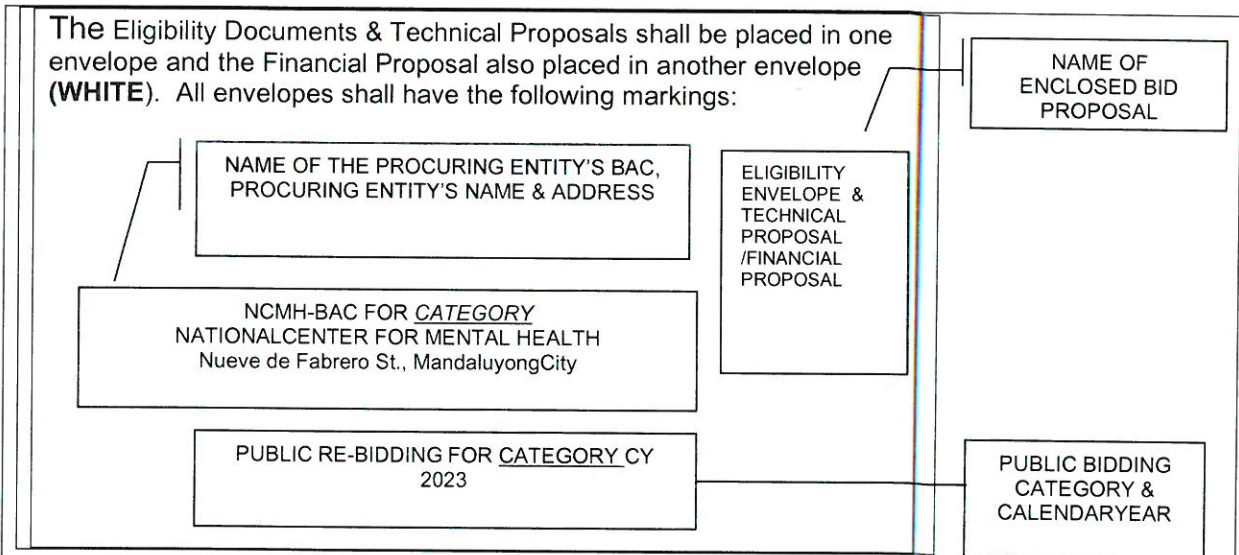 The Eligibility Documents & Technical Proposals shall be placed in one
envelope and the Financial Proposal also placed in another envelope
(WHITE). All envelopes shall have the following markings:
NAME OF
ENCLOSED BID
PROPOSAL
NAME OF THE PROCURING ENTITY'S BAC,
PROCURING ENTITY'S NAME & ADDRESS
ELIGIBILITY
ENVELOPE &
TECHNICAL
PROPOSAL
/FINANCIAL
PROPOSAL
NCMH-BAC FOR CATEGORY
NATIONALCENTER FOR MENTAL HEALTH
Nueve de Fabrero St., MandaluyongCity
PUBLIC RE-BIDDING FOR CATEGORY CY
2023
PUBLIC BIDDING
CATEGORY &
CALENDARYEAR